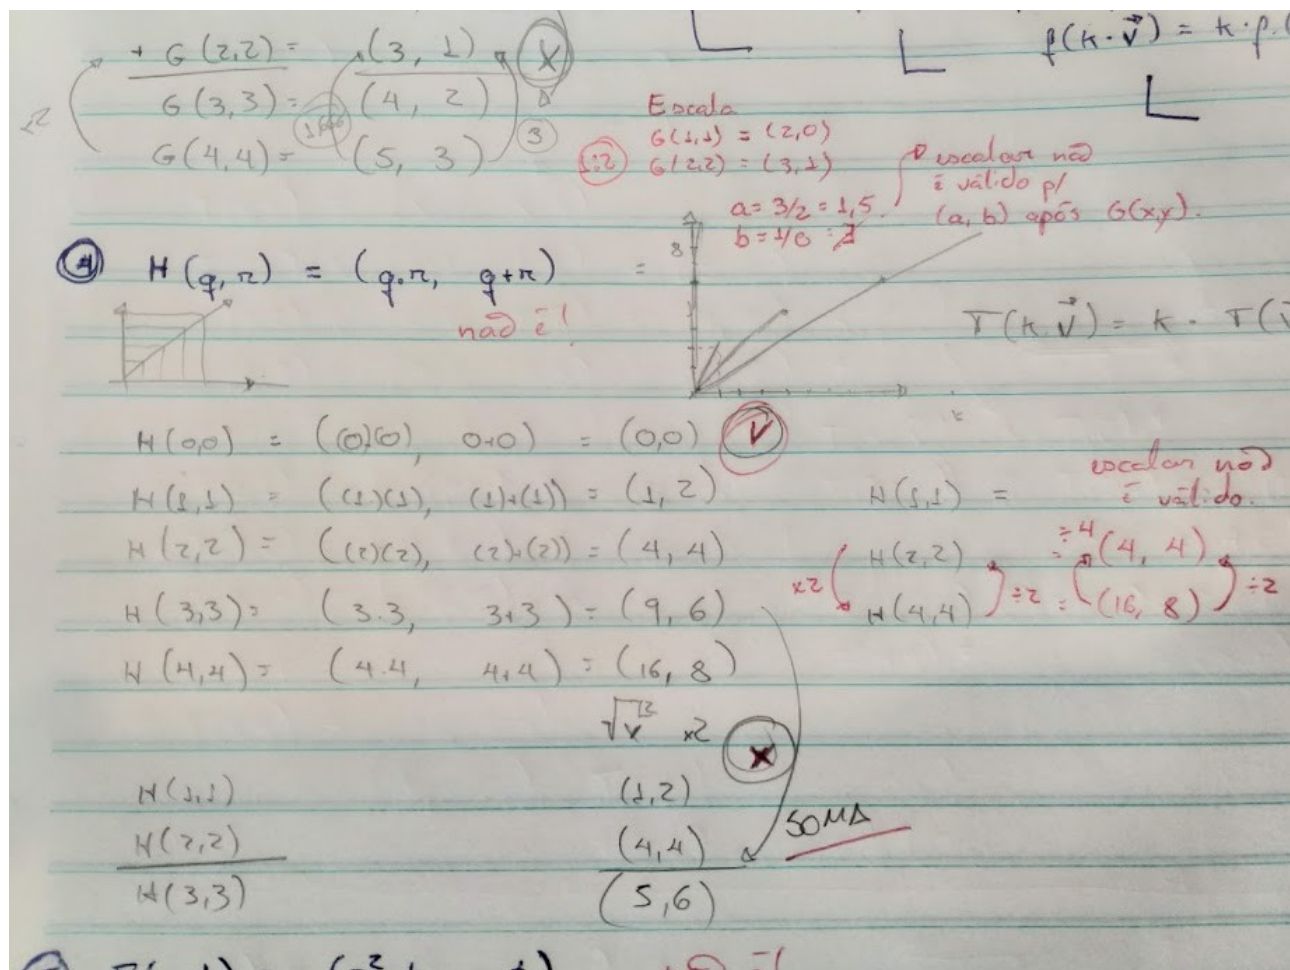 + G(2,2) = (3, 1) X
G(3,3) = (4, 2)
G(4,4) = (5, 3) 3
f(k·v⃗) = k·f·(
Escala
1:2 G(1,1) = (2,0)
G(2,2) = (3,1)
escalar não
é válido p/
(a, b) após G(x,y).
a = 3/2 = 1,5
b = 1/0 =
4 H(q,r) = (q.r, q+r) =
não é!
8
T(k.v⃗) = k · T(v⃗
H(0,0) = ((0)(0), 0+0) = (0,0) V
H(1,1) = ((1)(1), (1)+(1)) = (1, 2)
H(2,2) = ((2)(2), (2)+(2)) = (4, 4)
H(3,3) = (3.3, 3+3) = (9, 6)
H(4,4) = (4.4, 4+4) = (16, 8)
x2 X
H(1,1) (1,2)
H(2,2) (4,4)
H(3,3) (5,6)
SOMA
escalar não
é válido.
H(1,1) =
x2 H(2,2) ÷2 = ÷4 (4, 4) ÷2
H(4,4) = (16, 8)